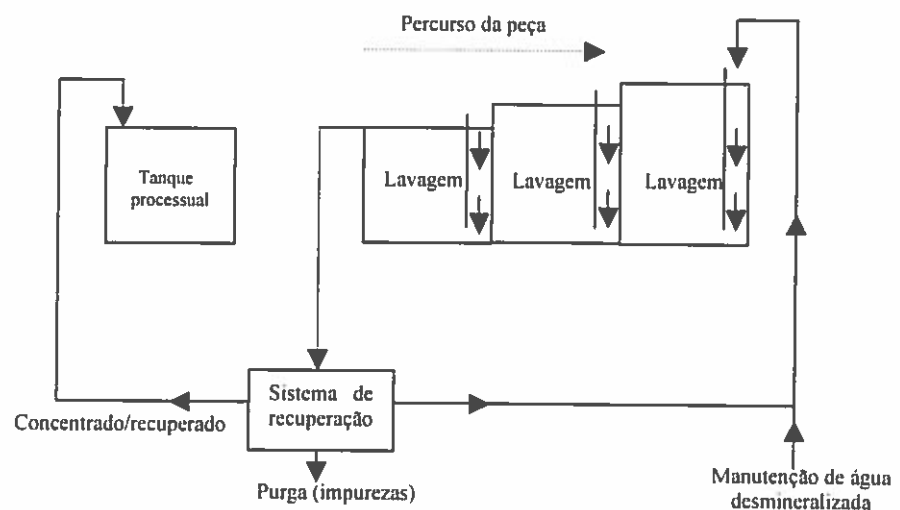 Percurso da peça
Tanque
processual
Lavagem
Lavagem
Lavagem
Sistema de
recuperação
Concentrado/recuperado
Purga (impurezas)
Manutenção de água
desmineralizada